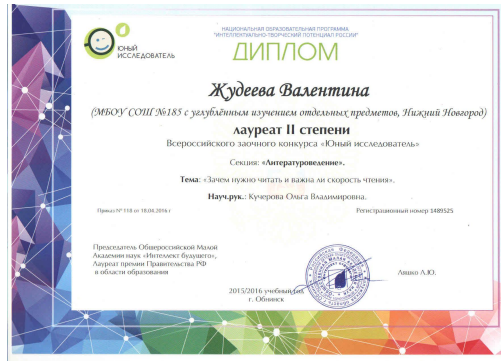 ЮНЫЙ
ИССЛЕДОВАТЕЛЬ
НАЦИОНАЛЬНАЯ ОБРАЗОВАТЕЛЬНАЯ ПРОГРАММА
"ИНТЕЛЛЕКТУАЛЬНО-ТВОРЧЕСКИЙ ПОТЕНЦИАЛ РОССИИ"
ДИПЛОМ
Жудеева Валентина
(МБОУ СОШ №185 с углублённым изучением отдельных предметов, Нижний Новгород)
лауреат II степени
Всероссийского заочного конкурса «Юный исследователь»
Секция: «Литературоведение».
Тема: «Зачем нужно читать и важна ли скорость чтения».
Науч.рук.: Кучерова Ольга Владимировна.
Приказ №118 от 18.04.2016 г
Регистрационный номер 1489525
Председатель Общероссийской Малой
Академии наук «Интеллект будущего»,
Лауреат премии Правительства РФ
в области образования
Ляшко Л.Ю.
2015/2016 учебный год
г. Обнинск